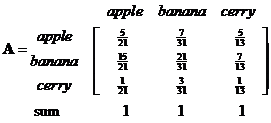 apple banana cerry
A = apple 5/21 7/31 5/13
banana 15/21 21/31 7/13
cerry 1/21 3/31 1/13
sum 1 1 1